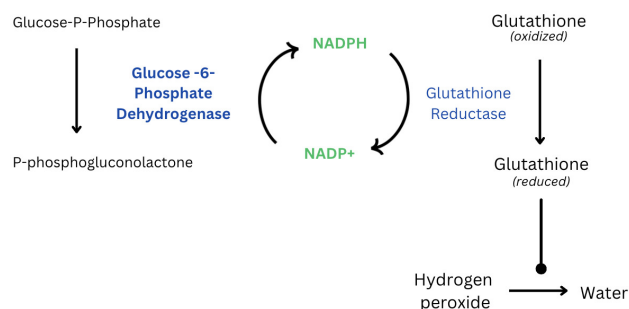 Glucose-P-Phosphate
P-phosphogluconolactone
Glucose -6-
Phosphate
Dehydrogenase
NADPH
NADP+
Glutathione
Reductase
Glutathione
(oxidized)
Glutathione
(reduced)
Hydrogen
peroxide
Water